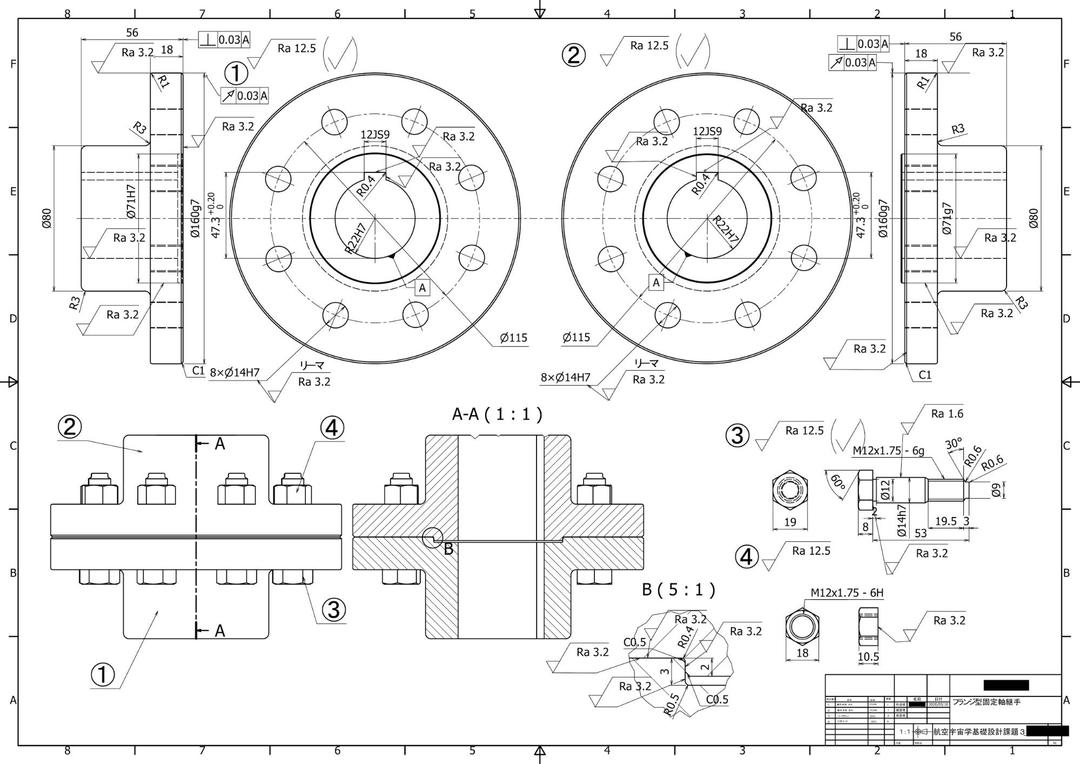 8 7 6 5 4 3 2 1
F
E
D
C
B
A
56
Ra 3.2
18
⊥ 0.03 A
R1
①
↗ 0.03 A
Ra 12.5
Ra 3.2
R3
Ø80
Ø71H7
Ø160g7
47.3 +0.20 0
Ra 3.2
R3
Ra 3.2
C1
12JS9
Ra 3.2
Ra 3.2
R0.4
R22H7
A
Ø115
8×Ø14H7
リーマ
Ra 3.2
②
Ra 12.5
12JS9
Ra 3.2
Ra 3.2
R0.4
R22H7
A
Ø115
8×Ø14H7
リーマ
Ra 3.2
56
⊥ 0.03 A
18
Ra 3.2
↗ 0.03 A
R1
R3
47.3 +0.20 0
Ø160g7
Ø71g7
Ø80
Ra 3.2
R3
Ra 3.2
Ra 3.2
C1
②
A
④
③
①
A
A-A ( 1 : 1 )
B
B ( 5 : 1 )
Ra 3.2
C0.5
R0.4
Ra 3.2
Ra 3.2
3
2
Ra 3.2
R0.5
C0.5
③
Ra 12.5
Ra 1.6
M12x1.75 - 6g
30°
R0.6
R0.6
60°
Ø12
Ø9
19
2
Ø14h7
19.5
3
8
53
Ra 3.2
④
Ra 12.5
M12x1.75 - 6H
Ra 3.2
18
10.5
フランジ型固定軸継手
1:1
航空宇宙学基礎設計課題3
8 7 6 5 4 3 2 1